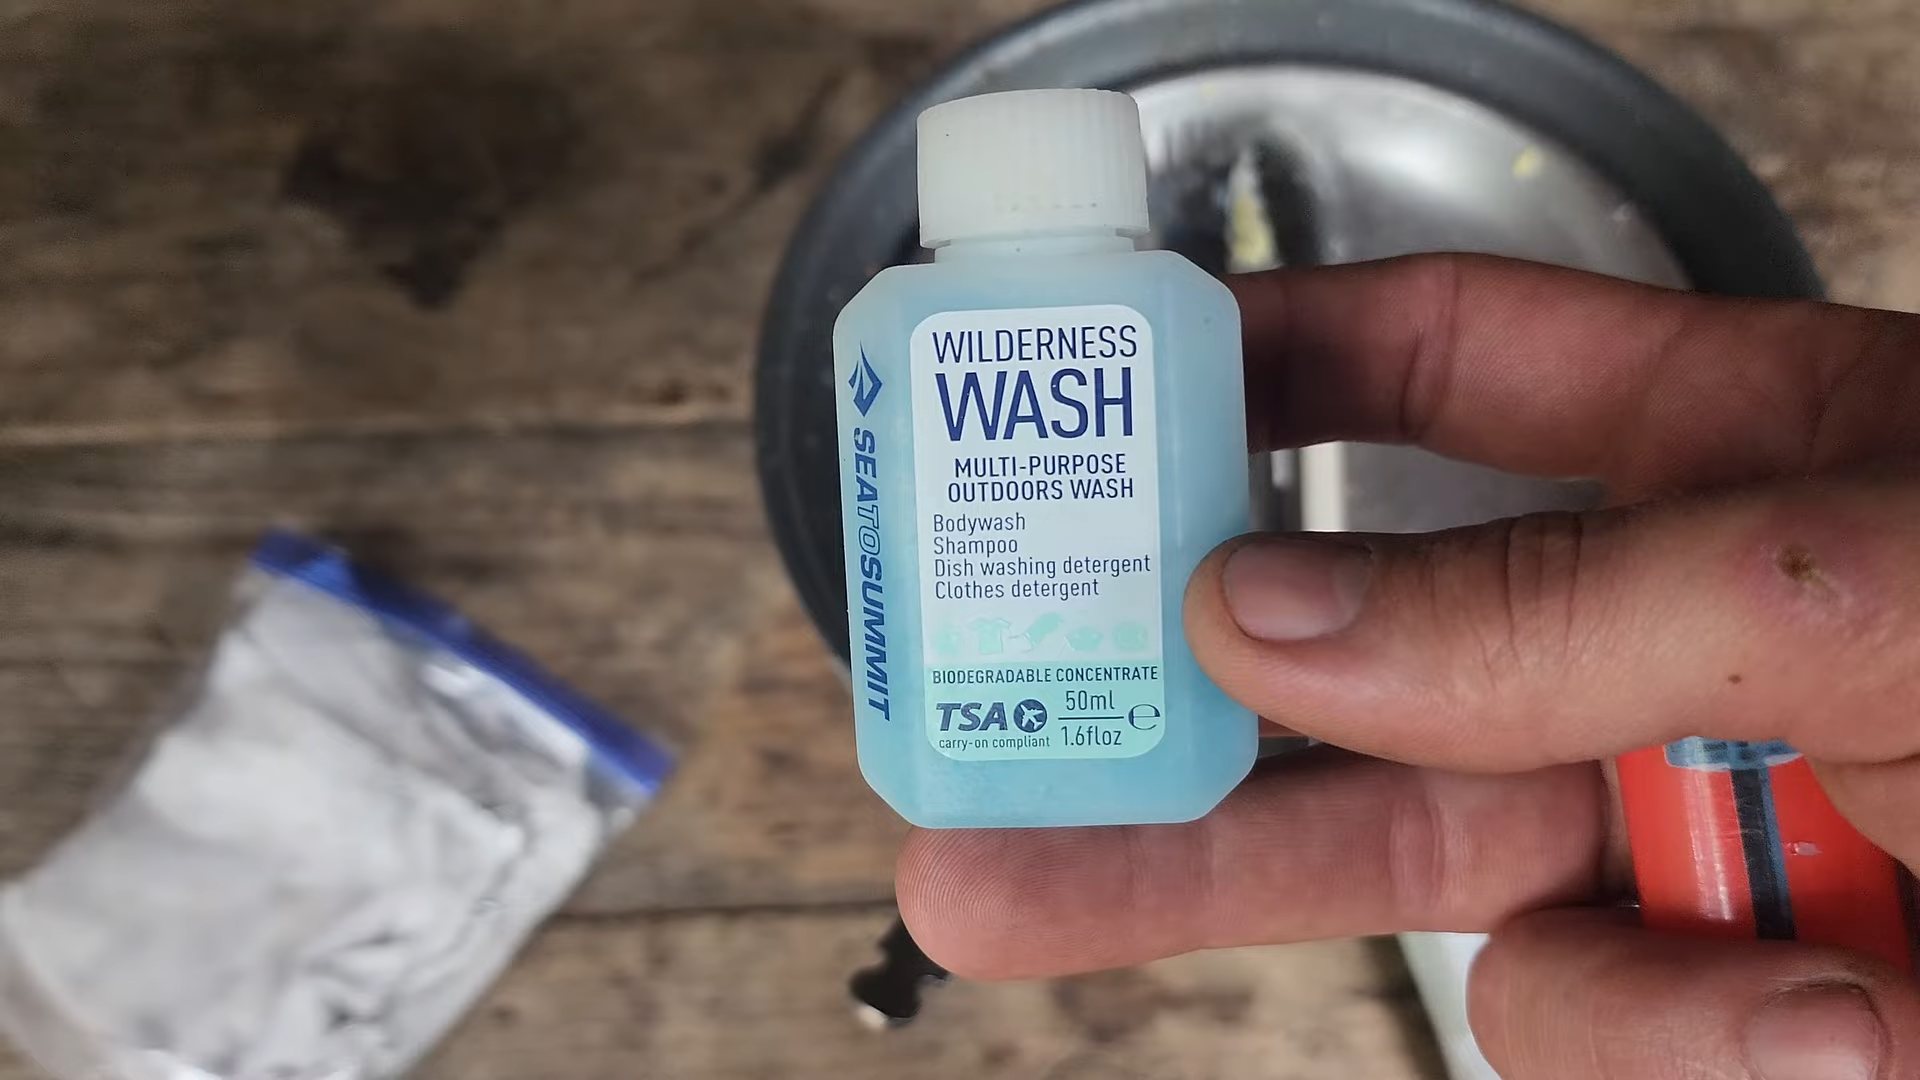 WILDERNESS
WASH
MULTI-PURPOSE
OUTDOORS WASH
Bodywash
Shampoo
Dish washing detergent
Clothes detergent
BIODEGRADABLE CONCENTRATE
TSA
carry-on compliant
50ml
1.6floz
e
SEATOSUMMIT